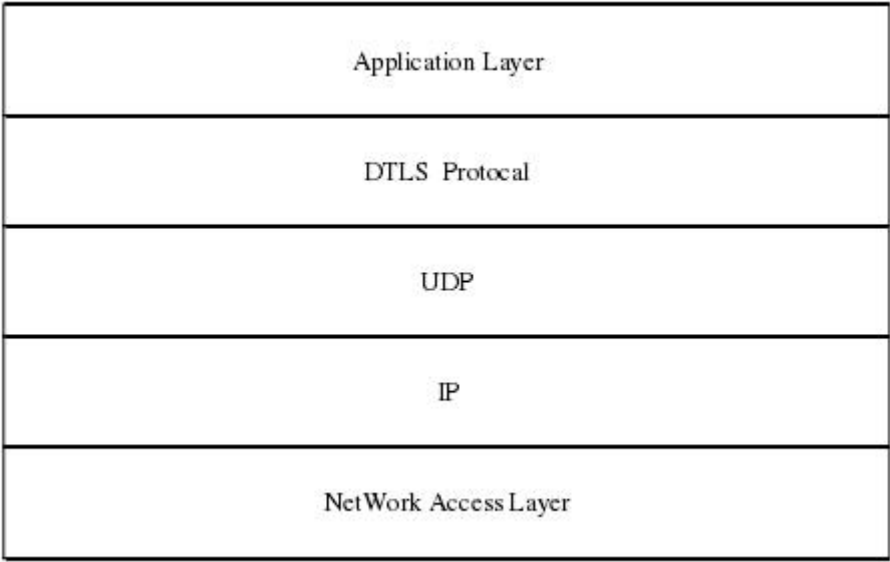 Application Layer
DTLS Protocal
UDP
IP
NetWork Access Layer